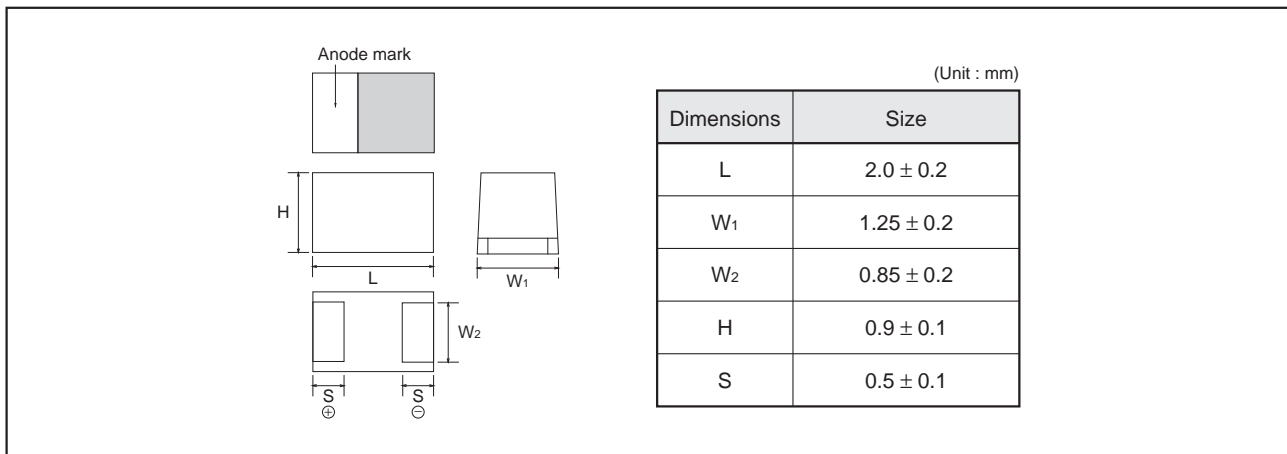 Anode mark
H
L
W1
W2
S
S
⊕
⊖
(Unit : mm)
Dimensions Size
L 2.0 ± 0.2
W1 1.25 ± 0.2
W2 0.85 ± 0.2
H 0.9 ± 0.1
S 0.5 ± 0.1